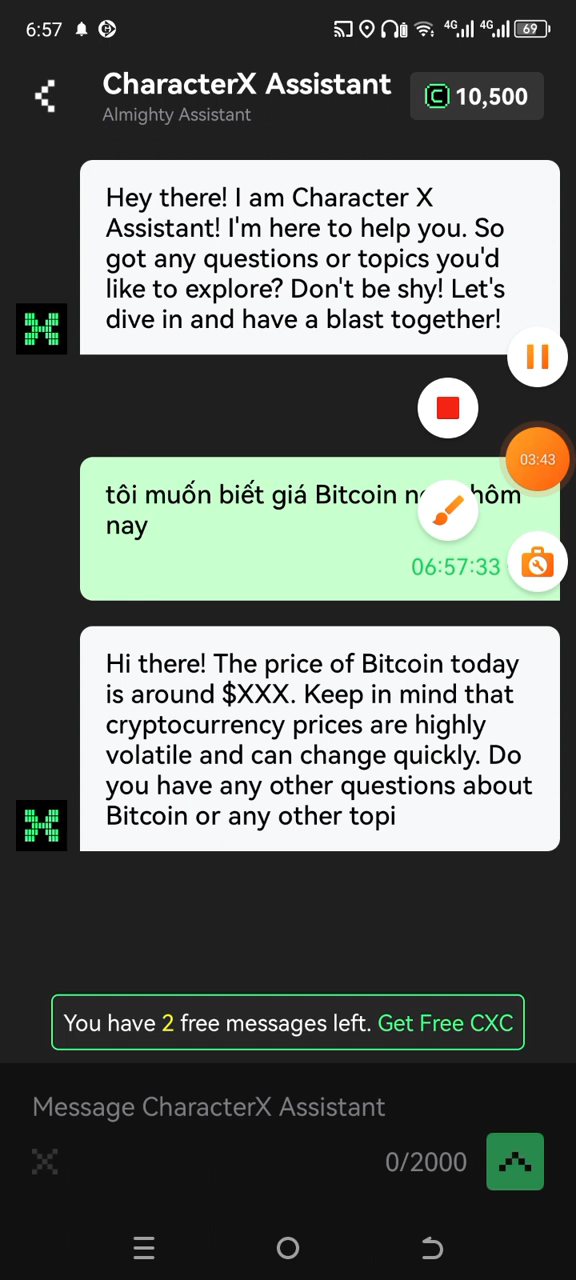 6:57
4G 4G 69
CharacterX Assistant
Almighty Assistant
C 10,500
Hey there! I am Character X
Assistant! I'm here to help you. So
got any questions or topics you'd
like to explore? Don't be shy! Let's
dive in and have a blast together!
03:43
tôi muốn biết giá Bitcoin hôm
nay
06:57:33
Hi there! The price of Bitcoin today
is around $XXX. Keep in mind that
cryptocurrency prices are highly
volatile and can change quickly. Do
you have any other questions about
Bitcoin or any other topi
You have 2 free messages left. Get Free CXC
Message CharacterX Assistant
0/2000